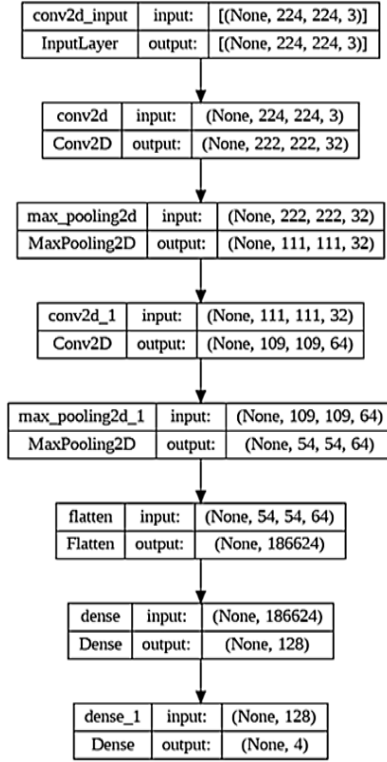 conv2d_input input: [(None, 224, 224, 3)]
InputLayer output: [(None, 224, 224, 3)]
conv2d input: (None, 224, 224, 3)
Conv2D output: (None, 222, 222, 32)
max_pooling2d input: (None, 222, 222, 32)
MaxPooling2D output: (None, 111, 111, 32)
conv2d_1 input: (None, 111, 111, 32)
Conv2D output: (None, 109, 109, 64)
max_pooling2d_1 input: (None, 109, 109, 64)
MaxPooling2D output: (None, 54, 54, 64)
flatten input: (None, 54, 54, 64)
Flatten output: (None, 186624)
dense input: (None, 186624)
Dense output: (None, 128)
dense_1 input: (None, 128)
Dense output: (None, 4)